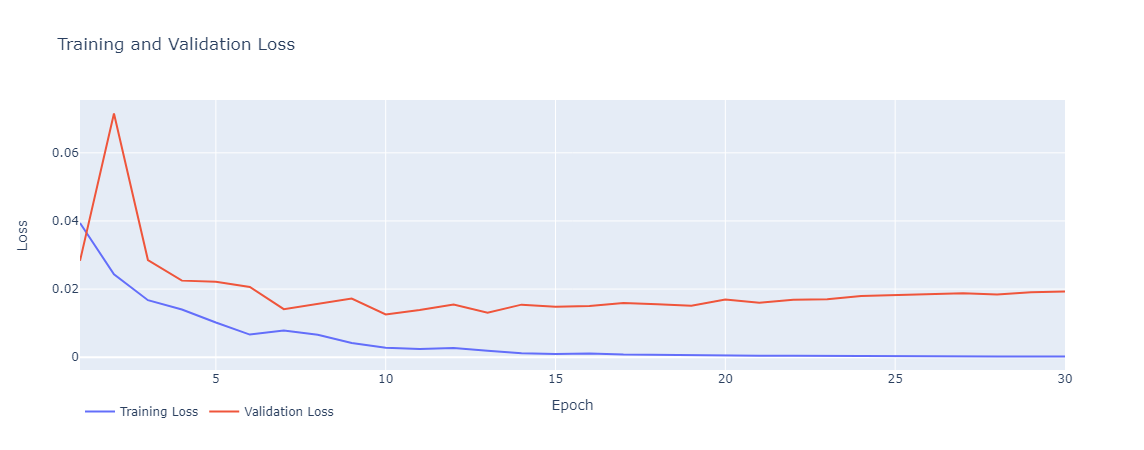 Training and Validation Loss
Loss
0.06
0.04
0.02
0
5 10 15 20 25 30
Epoch
Training Loss Validation Loss